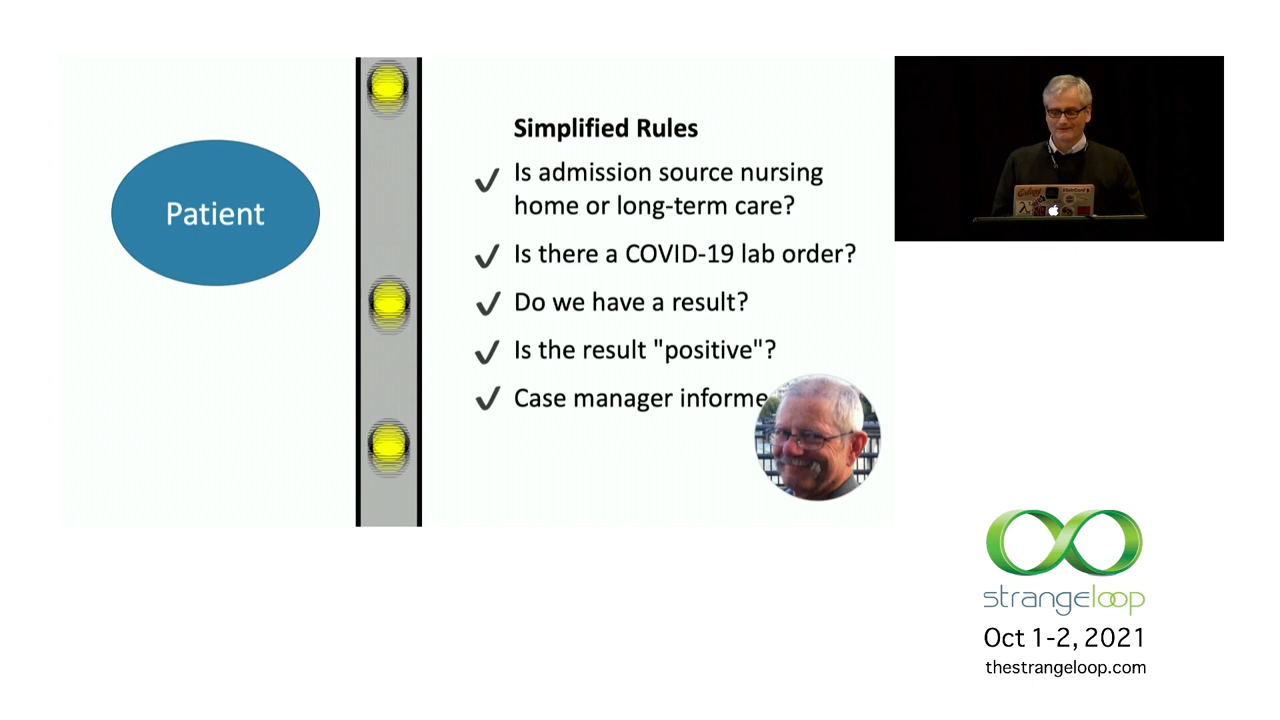 Patient
Simplified Rules
Is admission source nursing
home or long-term care?
Is there a COVID-19 lab order?
Do we have a result?
Is the result "positive"?
Case manager informe
strangeloop
Oct 1-2, 2021
thestrangeloop.com